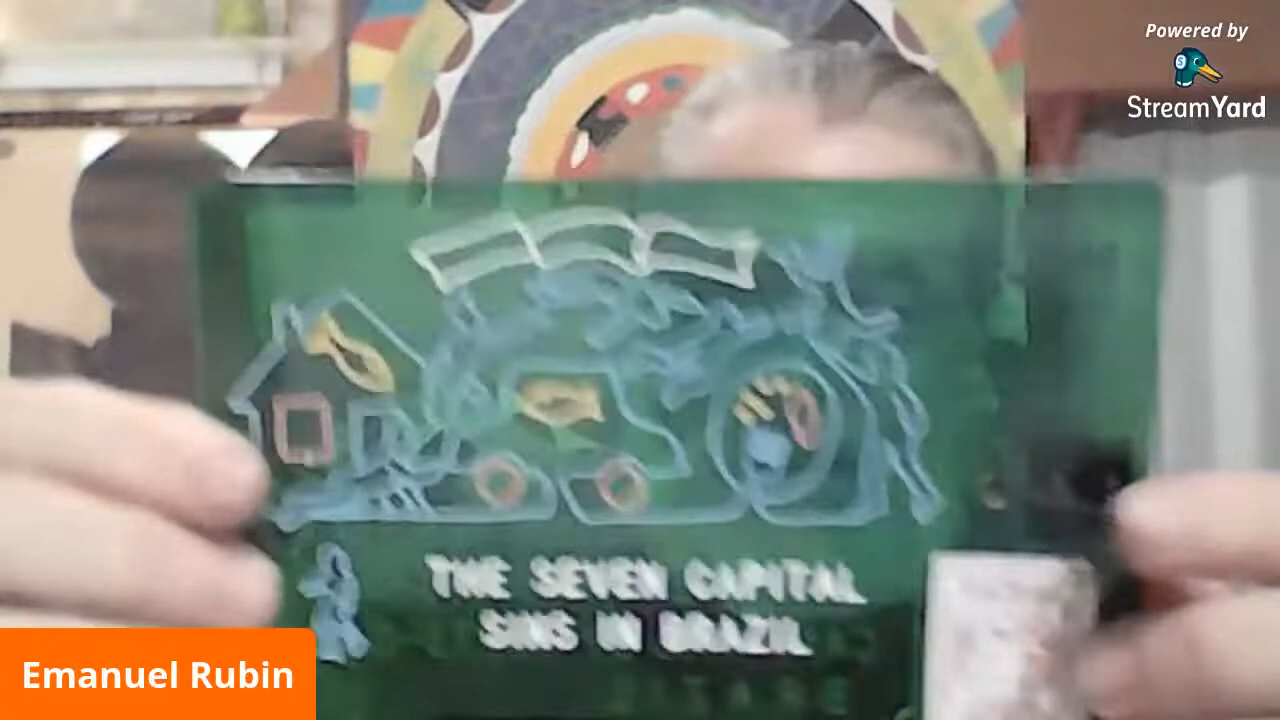 Powered by
StreamYard
THE SEVEN CAPITAL
SINS IN BRAZIL
Emanuel Rubin